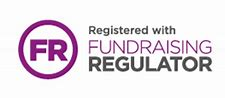 FR
Registered with
FUNDRAISING
REGULATOR